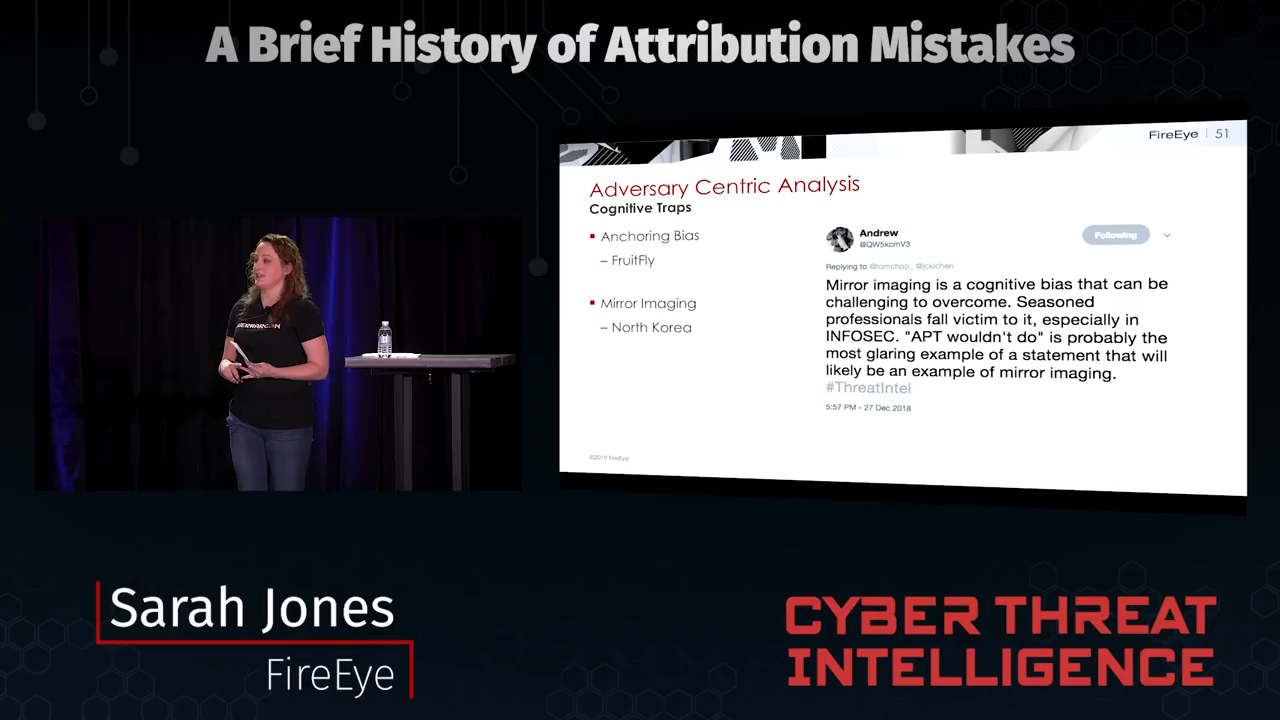 A Brief History of Attribution Mistakes
FireEye | 51
Adversary Centric Analysis
Cognitive Traps
Anchoring Bias
– FruitFly
Mirror Imaging
– North Korea
Andrew
@QW5kcmV3
Following
Replying to @tomchop_ @jckichen
Mirror imaging is a cognitive bias that can be
challenging to overcome. Seasoned
professionals fall victim to it, especially in
INFOSEC. "APT wouldn't do" is probably the
most glaring example of a statement that will
likely be an example of mirror imaging.
#ThreatIntel
5:57 PM - 27 Dec 2018
©2019 FireEye
Sarah Jones
FireEye
CYBER THREAT
INTELLIGENCE